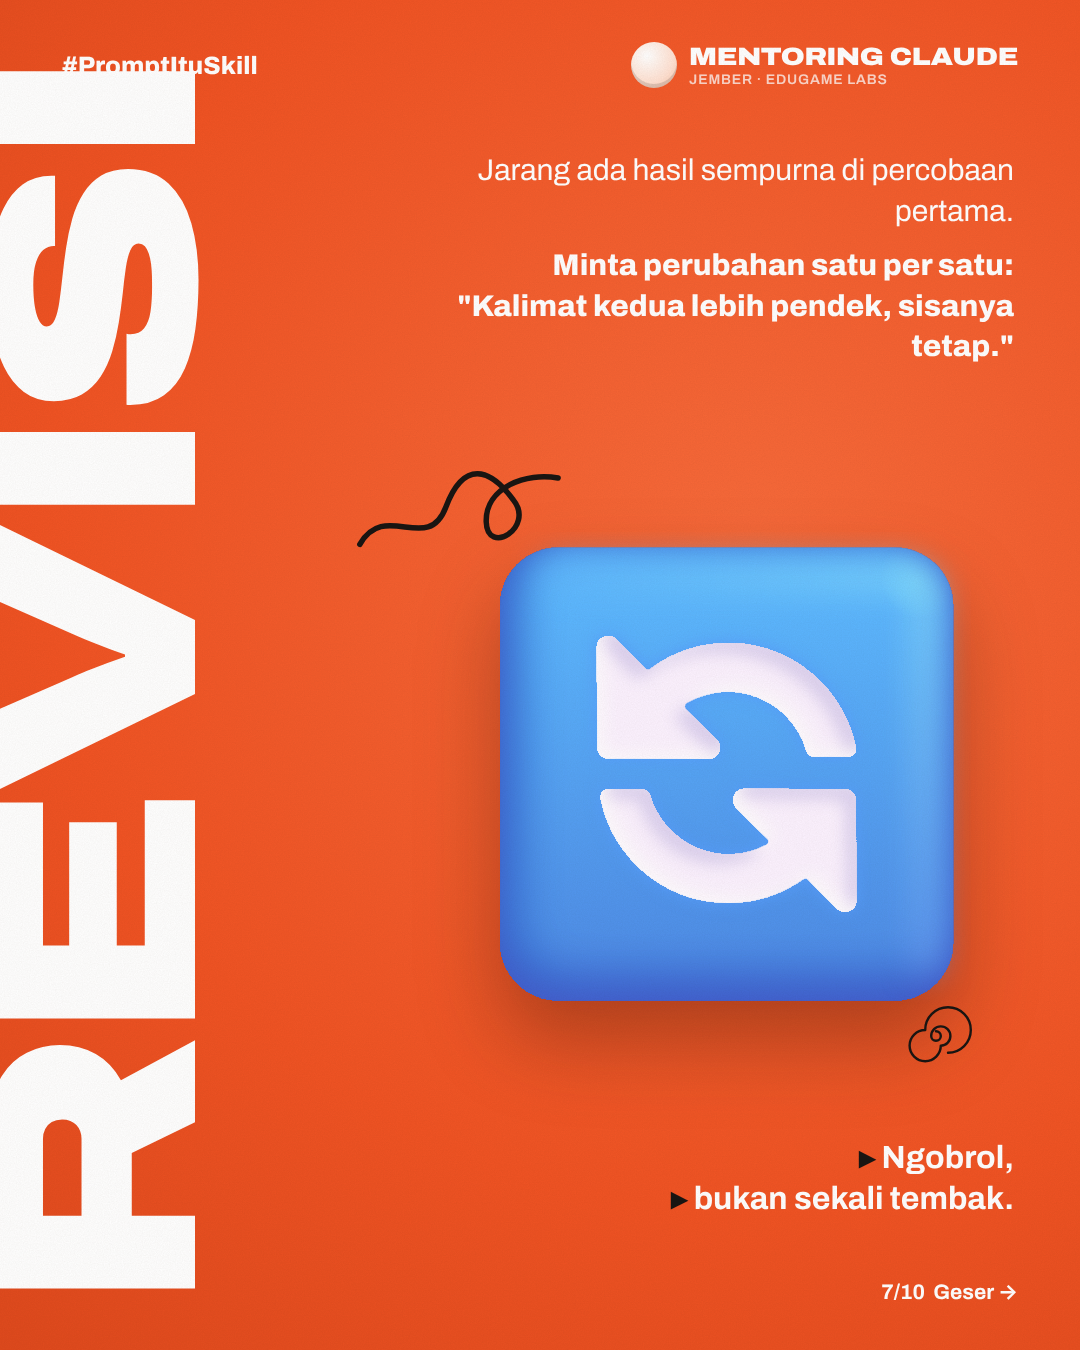 #PromptItuSkill
MENTORING CLAUDE
JEMBER · EDUGAME LABS
REVISI
Jarang ada hasil sempurna di percobaan
pertama.
Minta perubahan satu per satu:
"Kalimat kedua lebih pendek, sisanya
tetap."
▸ Ngobrol,
▸ bukan sekali tembak.
7/10 Geser →